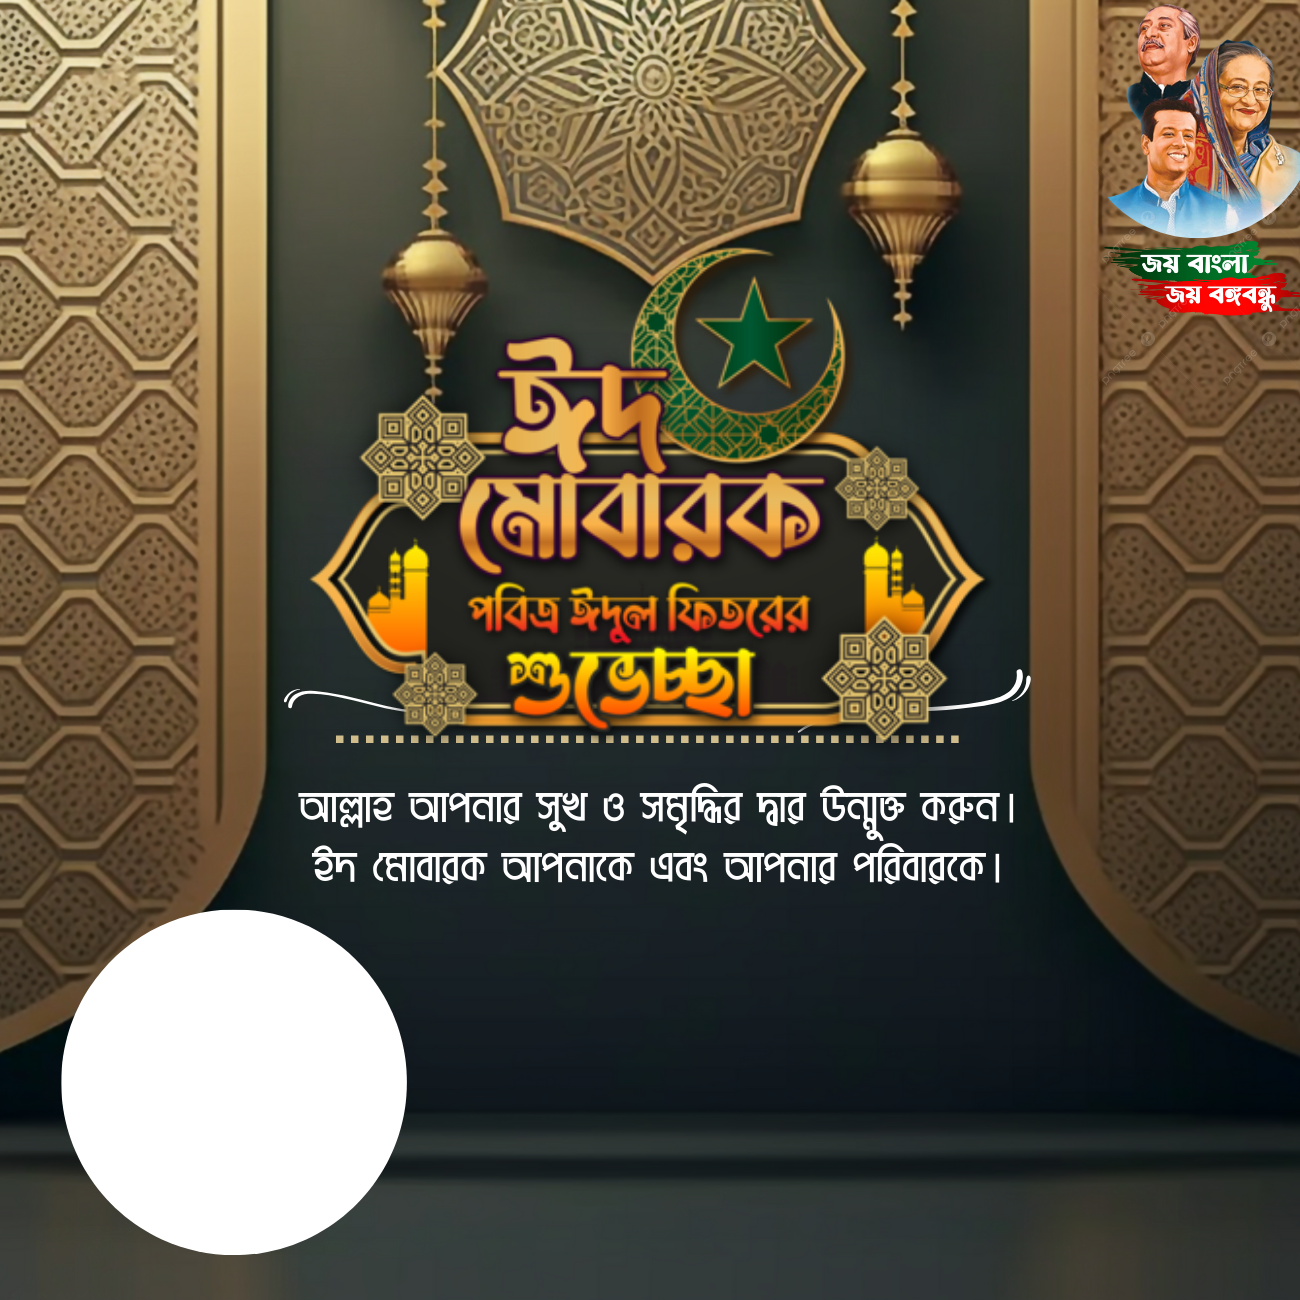 জয় বাংলা
জয় বঙ্গবন্ধু
ঈদ
মোবারক
পবিত্র ঈদুল ফিতরের
শুভেচ্ছা
আল্লাহ আপনার সুখ ও সমৃদ্ধির দ্বার উন্মুক্ত করুন।
ইদ মোবারক আপনাকে এবং আপনার পরিবারকে।